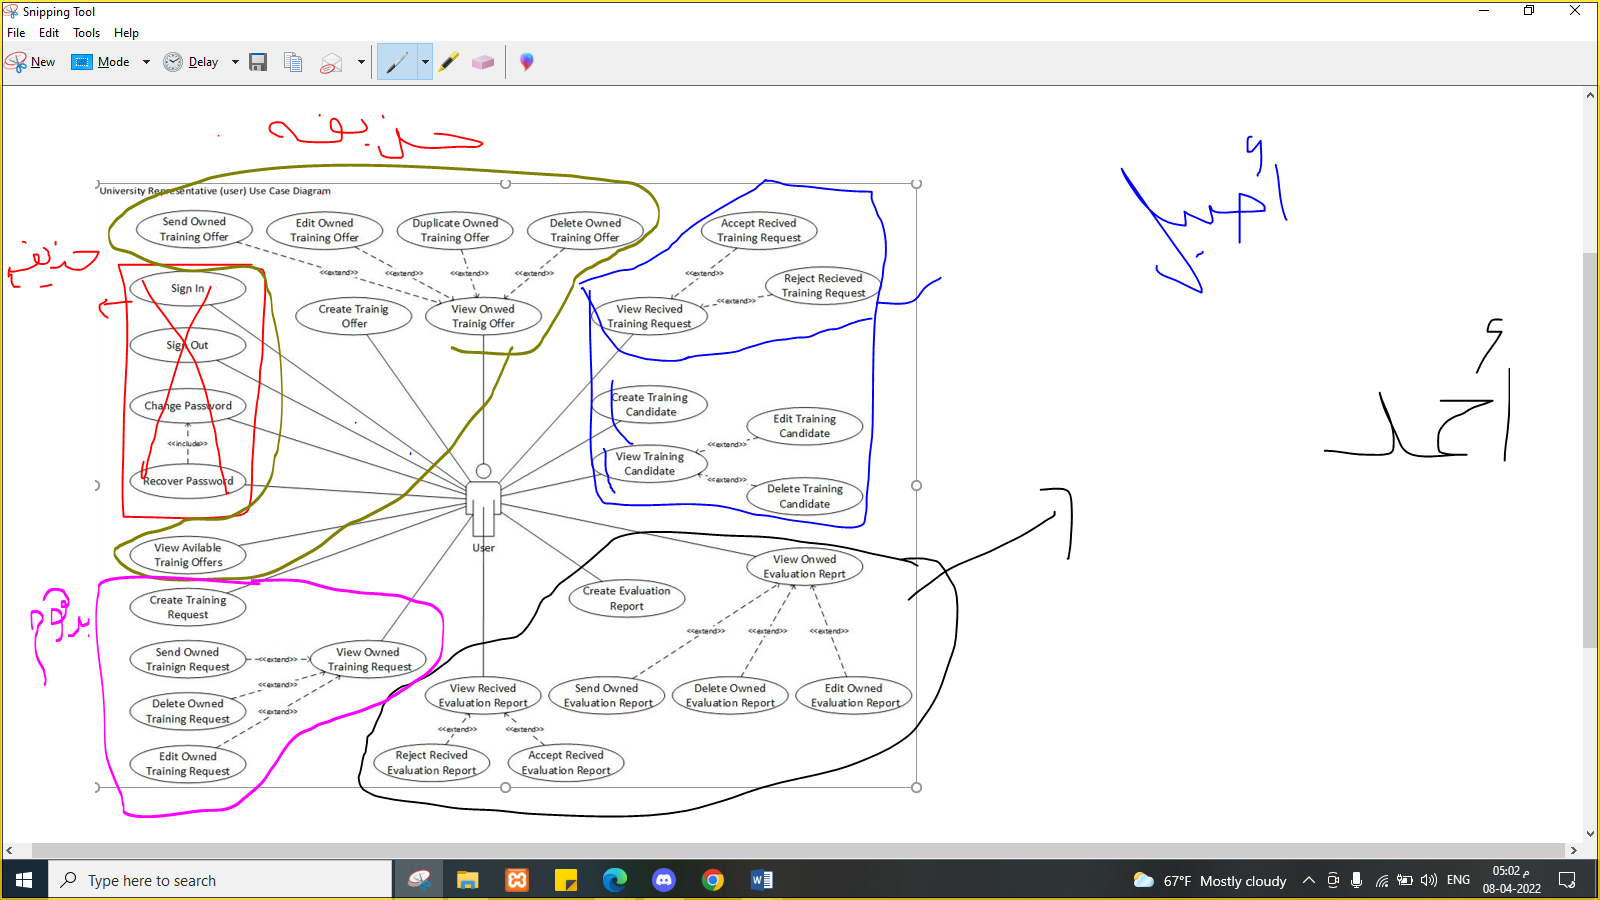 Snipping Tool
File Edit Tools Help
New Mode Delay
حذيفه
University Representative (user) Use Case Diagram
Send Owned
Training Offer
Edit Owned
Training Offer
Duplicate Owned
Training Offer
Delete Owned
Training Offer
Accept Recived
Training Request
<<extend>>
<<extend>>
<<extend>>
<<extend>>
<<extend>>
Reject Recieved
Training Request
<<extend>>
Sign In
Create Trainig
Offer
View Onwed
Trainig Offer
View Recived
Training Request
Sign Out
Change Password
<<include>>
Recover Password
Create Training
Candidate
Edit Training
Candidate
<<extend>>
View Training
Candidate
<<extend>>
Delete Training
Candidate
User
View Avilable
Trainig Offers
View Onwed
Evaluation Reprt
Create Evaluation
Report
Create Training
Request
<<extend>>
<<extend>>
<<extend>>
Send Owned
Trainign Request
<<extend>>
View Owned
Training Request
<<extend>>
Delete Owned
Training Request
<<extend>>
Edit Owned
Training Request
View Recived
Evaluation Report
Send Owned
Evaluation Report
Delete Owned
Evaluation Report
Edit Owned
Evaluation Report
<<extend>>
<<extend>>
Reject Recived
Evaluation Report
Accept Recived
Evaluation Report
Type here to search
67°F Mostly cloudy
ENG
05:02 م
08-04-2022